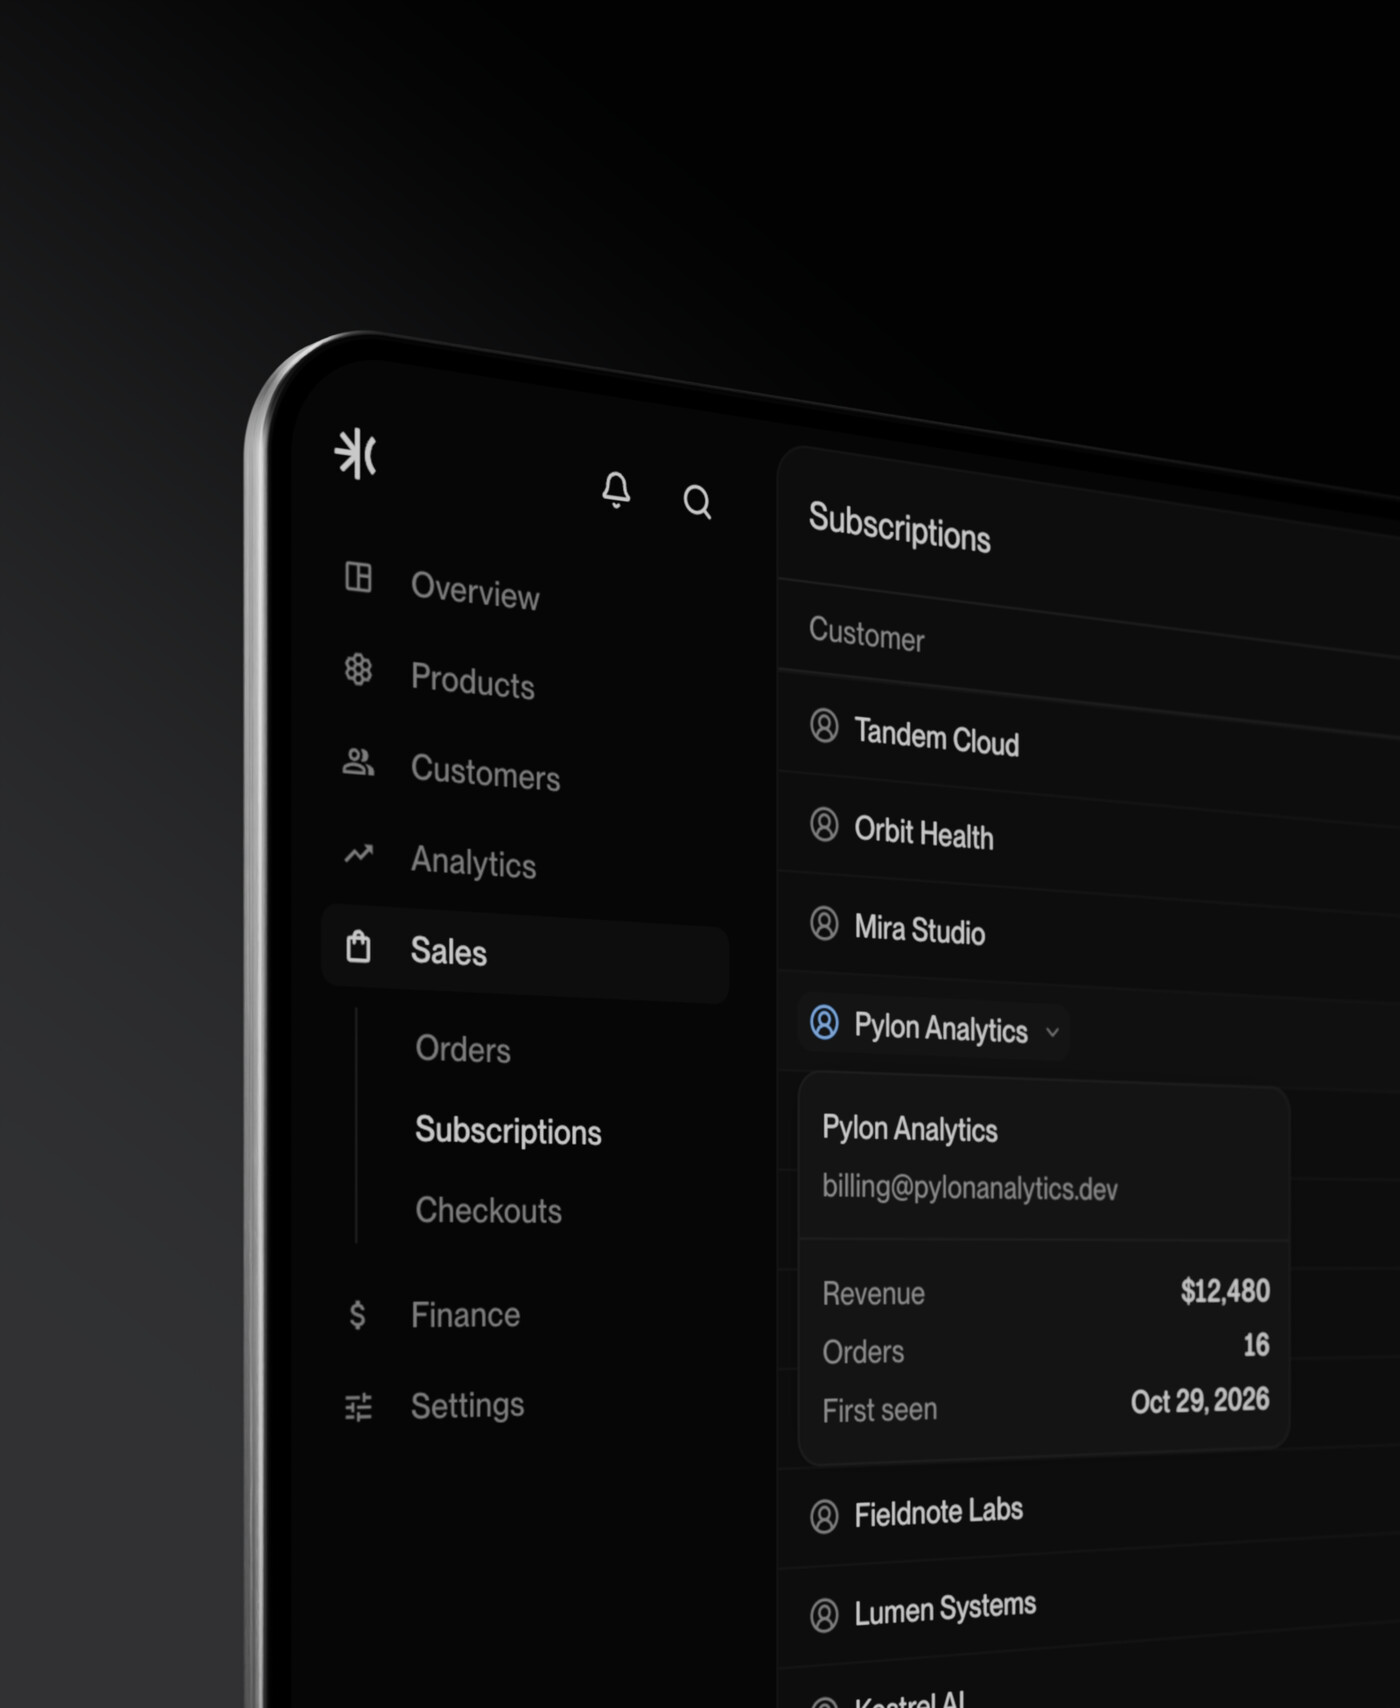 Overview
Products
Customers
Analytics
Sales
Orders
Subscriptions
Checkouts
Finance
Settings
Subscriptions
Customer
Tandem Cloud
Orbit Health
Mira Studio
Pylon Analytics
Pylon Analytics
billing@pylonanalytics.dev
Revenue $12,480
Orders 16
First seen Oct 29, 2026
Fieldnote Labs
Lumen Systems
Kestrel AI